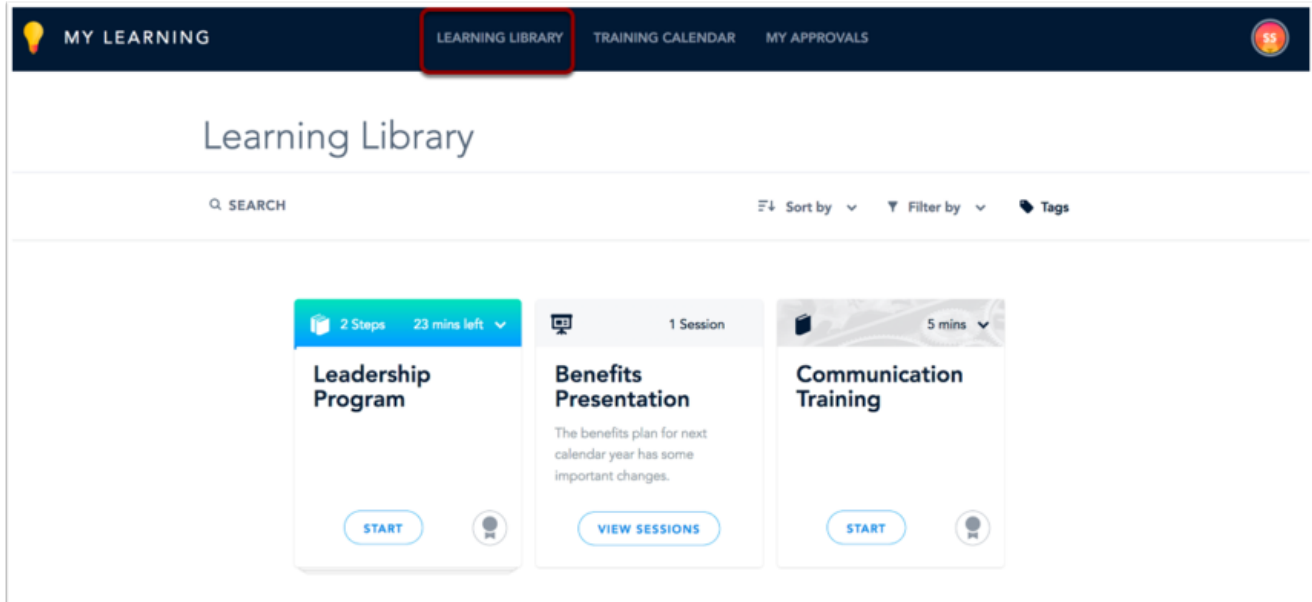 MY LEARNING
LEARNING LIBRARY
TRAINING CALENDAR
MY APPROVALS
SS
Learning Library
SEARCH
Sort by
Filter by
Tags
2 Steps
23 mins left
Leadership
Program
START
1 Session
Benefits
Presentation
The benefits plan for next
calendar year has some
important changes.
VIEW SESSIONS
5 mins
Communication
Training
START